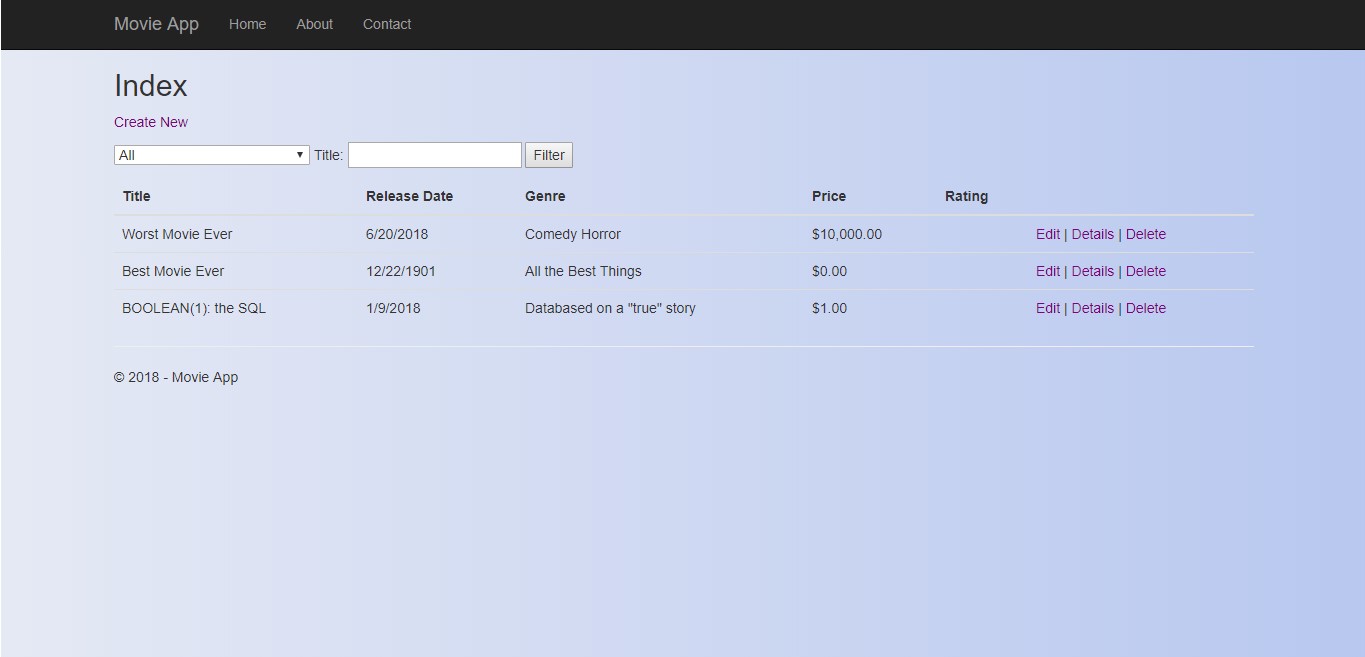 Movie App Home About Contact
Index
Create New
All Title: Filter
Title Release Date Genre Price Rating
Worst Movie Ever 6/20/2018 Comedy Horror $10,000.00 Edit | Details | Delete
Best Movie Ever 12/22/1901 All the Best Things $0.00 Edit | Details | Delete
BOOLEAN(1): the SQL 1/9/2018 Databased on a "true" story $1.00 Edit | Details | Delete
© 2018 - Movie App